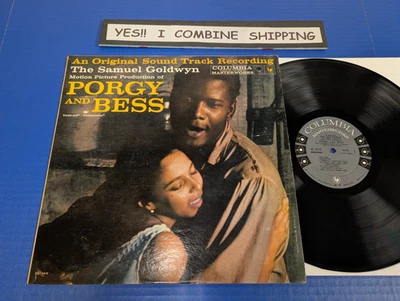 YES!! I COMBINE SHIPPING
An Original Sound Track Recording
The Samuel Goldwyn
Motion Picture Production of
COLUMBIA
MASTERWORKS
PORGY
AND BESS
COLUMBIA
MASTERWORKS